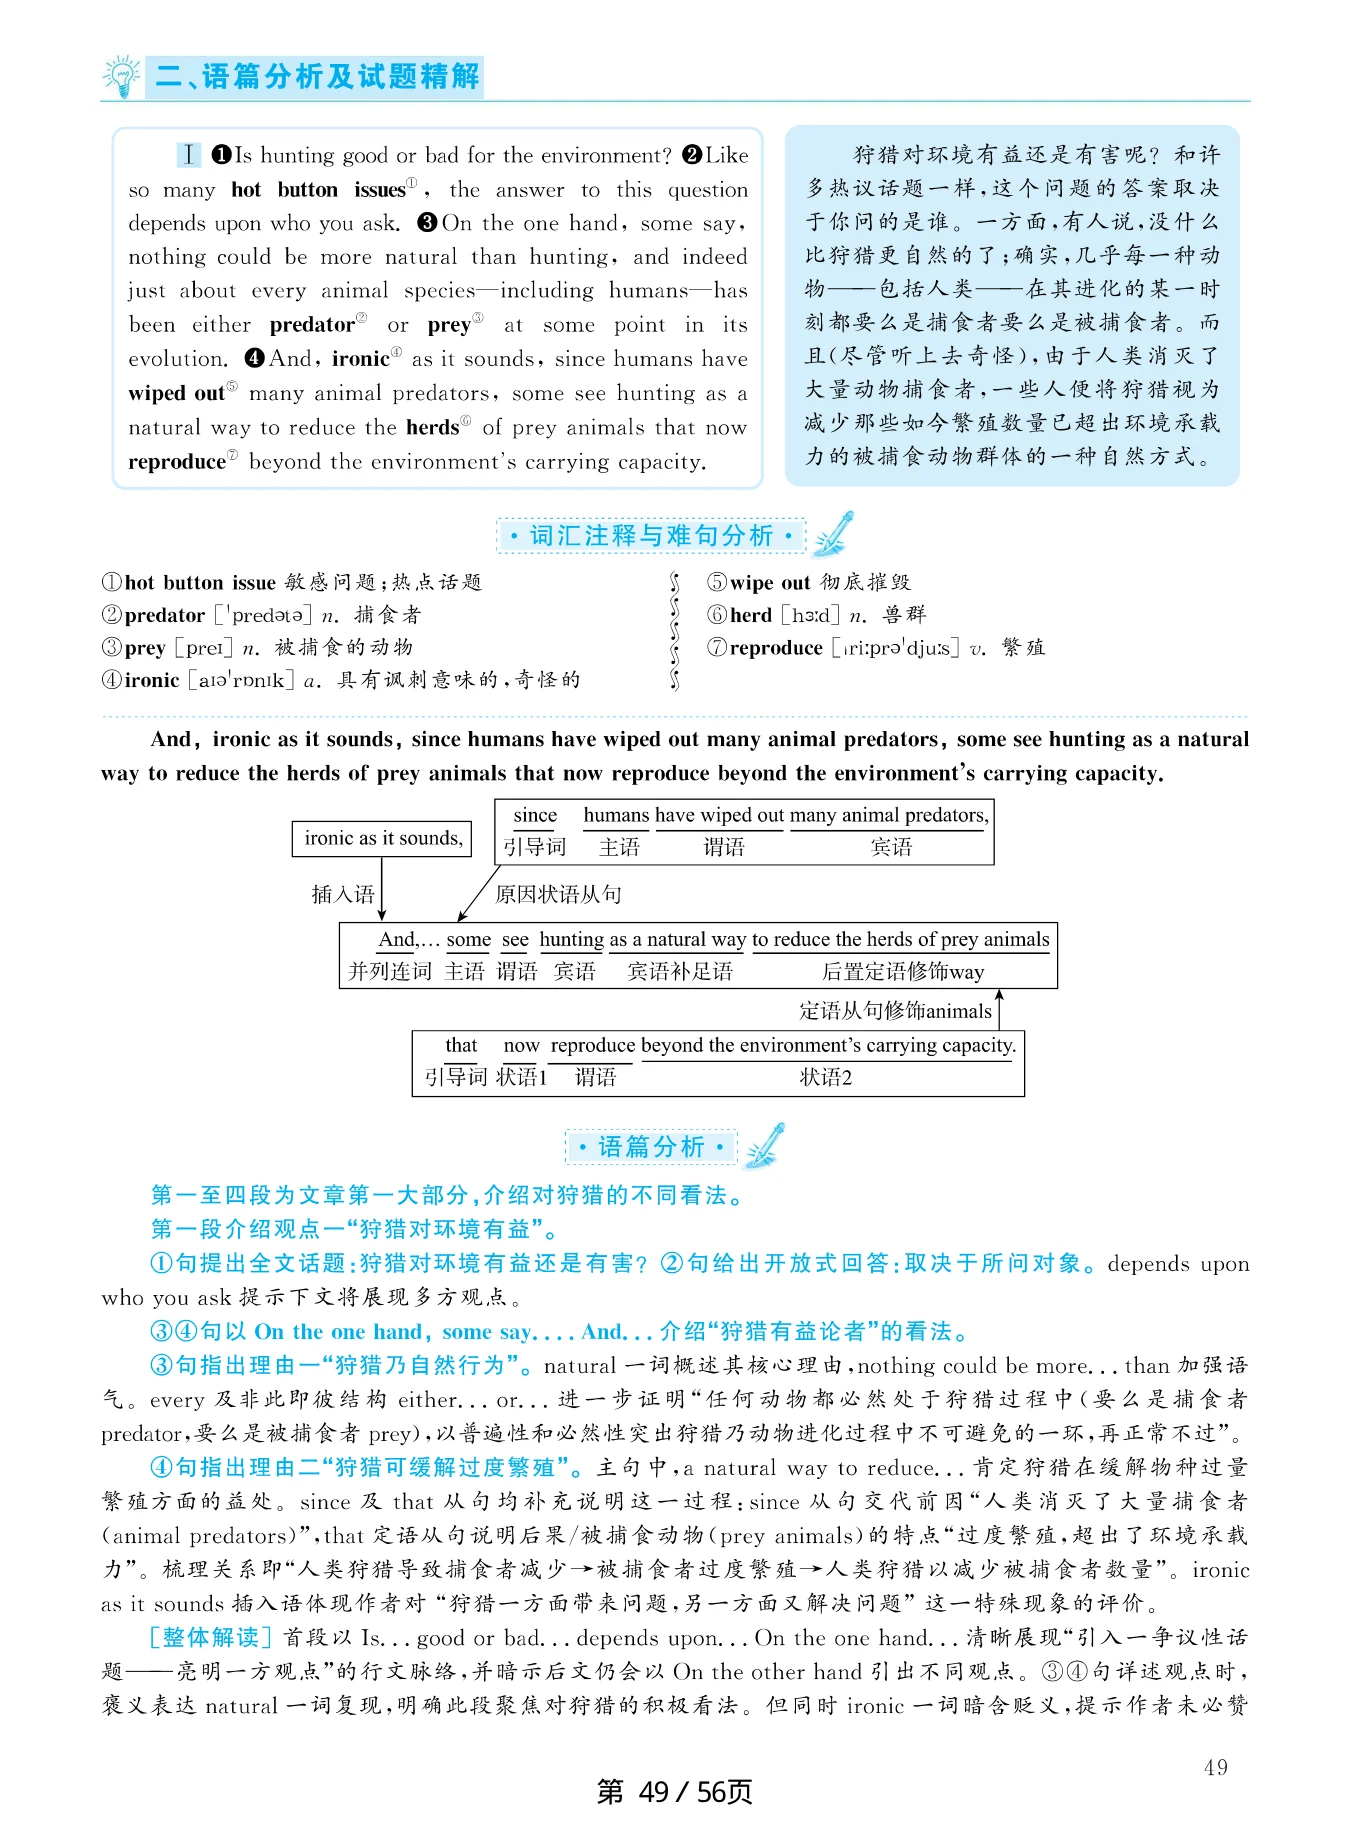 二、语篇分析及试题精解
I ❶Is hunting good or bad for the environment? ❷Like
so many hot button issues①, the answer to this question
depends upon who you ask. ❸On the one hand, some say,
nothing could be more natural than hunting, and indeed
just about every animal species—including humans—has
been either predator② or prey③ at some point in its
evolution. ❹And, ironic④ as it sounds, since humans have
wiped out⑤ many animal predators, some see hunting as a
natural way to reduce the herds⑥ of prey animals that now
reproduce⑦ beyond the environment's carrying capacity.
狩猎对环境有益还是有害呢？和许
多热议话题一样,这个问题的答案取决
于你问的是谁。一方面,有人说,没什么
比狩猎更自然的了;确实,几乎每一种动
物——包括人类——在其进化的某一时
刻都要么是捕食者要么是被捕食者。而
且(尽管听上去奇怪),由于人类消灭了
大量动物捕食者,一些人便将狩猎视为
减少那些如今繁殖数量已超出环境承载
力的被捕食动物群体的一种自然方式。
·词汇注释与难句分析·
①hot button issue 敏感问题;热点话题
②predator [ˈpredətə] n. 捕食者
③prey [preɪ] n. 被捕食的动物
④ironic [aɪəˈrɒnɪk] a. 具有讽刺意味的,奇怪的
⑤wipe out 彻底摧毁
⑥herd [hɜːd] n. 兽群
⑦reproduce [ˌriːprəˈdjuːs] v. 繁殖
And, ironic as it sounds, since humans have wiped out many animal predators, some see hunting as a natural
way to reduce the herds of prey animals that now reproduce beyond the environment's carrying capacity.
since humans have wiped out many animal predators,
引导词 主语 谓语 宾语
ironic as it sounds,
插入语 原因状语从句
And,… some see hunting as a natural way to reduce the herds of prey animals
并列连词 主语 谓语 宾语 宾语补足语 后置定语修饰way
定语从句修饰animals
that now reproduce beyond the environment's carrying capacity.
引导词 状语1 谓语 状语2
·语篇分析·
第一至四段为文章第一大部分,介绍对狩猎的不同看法。
第一段介绍观点一“狩猎对环境有益”。
①句提出全文话题:狩猎对环境有益还是有害？②句给出开放式回答:取决于所问对象。depends upon
who you ask 提示下文将展现多方观点。
③④句以 On the one hand, some say....And...介绍“狩猎有益论者”的看法。
③句指出理由一“狩猎乃自然行为”。natural 一词概述其核心理由,nothing could be more...than 加强语
气。every 及非此即彼结构 either...or...进一步证明“任何动物都必然处于狩猎过程中(要么是捕食者
predator,要么是被捕食者 prey),以普遍性和必然性突出狩猎乃动物进化过程中不可避免的一环,再正常不过”。
④句指出理由二“狩猎可缓解过度繁殖”。主句中,a natural way to reduce...肯定狩猎在缓解物种过量
繁殖方面的益处。since 及 that 从句均补充说明这一过程:since 从句交代前因“人类消灭了大量捕食者
(animal predators)”,that 定语从句说明后果/被捕食动物(prey animals)的特点“过度繁殖,超出了环境承载
力”。梳理关系即“人类狩猎导致捕食者减少→被捕食者过度繁殖→人类狩猎以减少被捕食者数量”。ironic
as it sounds 插入语体现作者对 “狩猎一方面带来问题,另一方面又解决问题” 这一特殊现象的评价。
[整体解读] 首段以 Is...good or bad...depends upon...On the one hand...清晰展现“引入一争议性话
题——亮明一方观点”的行文脉络,并暗示后文仍会以 On the other hand 引出不同观点。③④句详述观点时,
褒义表达 natural 一词复现,明确此段聚焦对狩猎的积极看法。但同时 ironic 一词暗含贬义,提示作者未必赞
49
第 49 / 56页